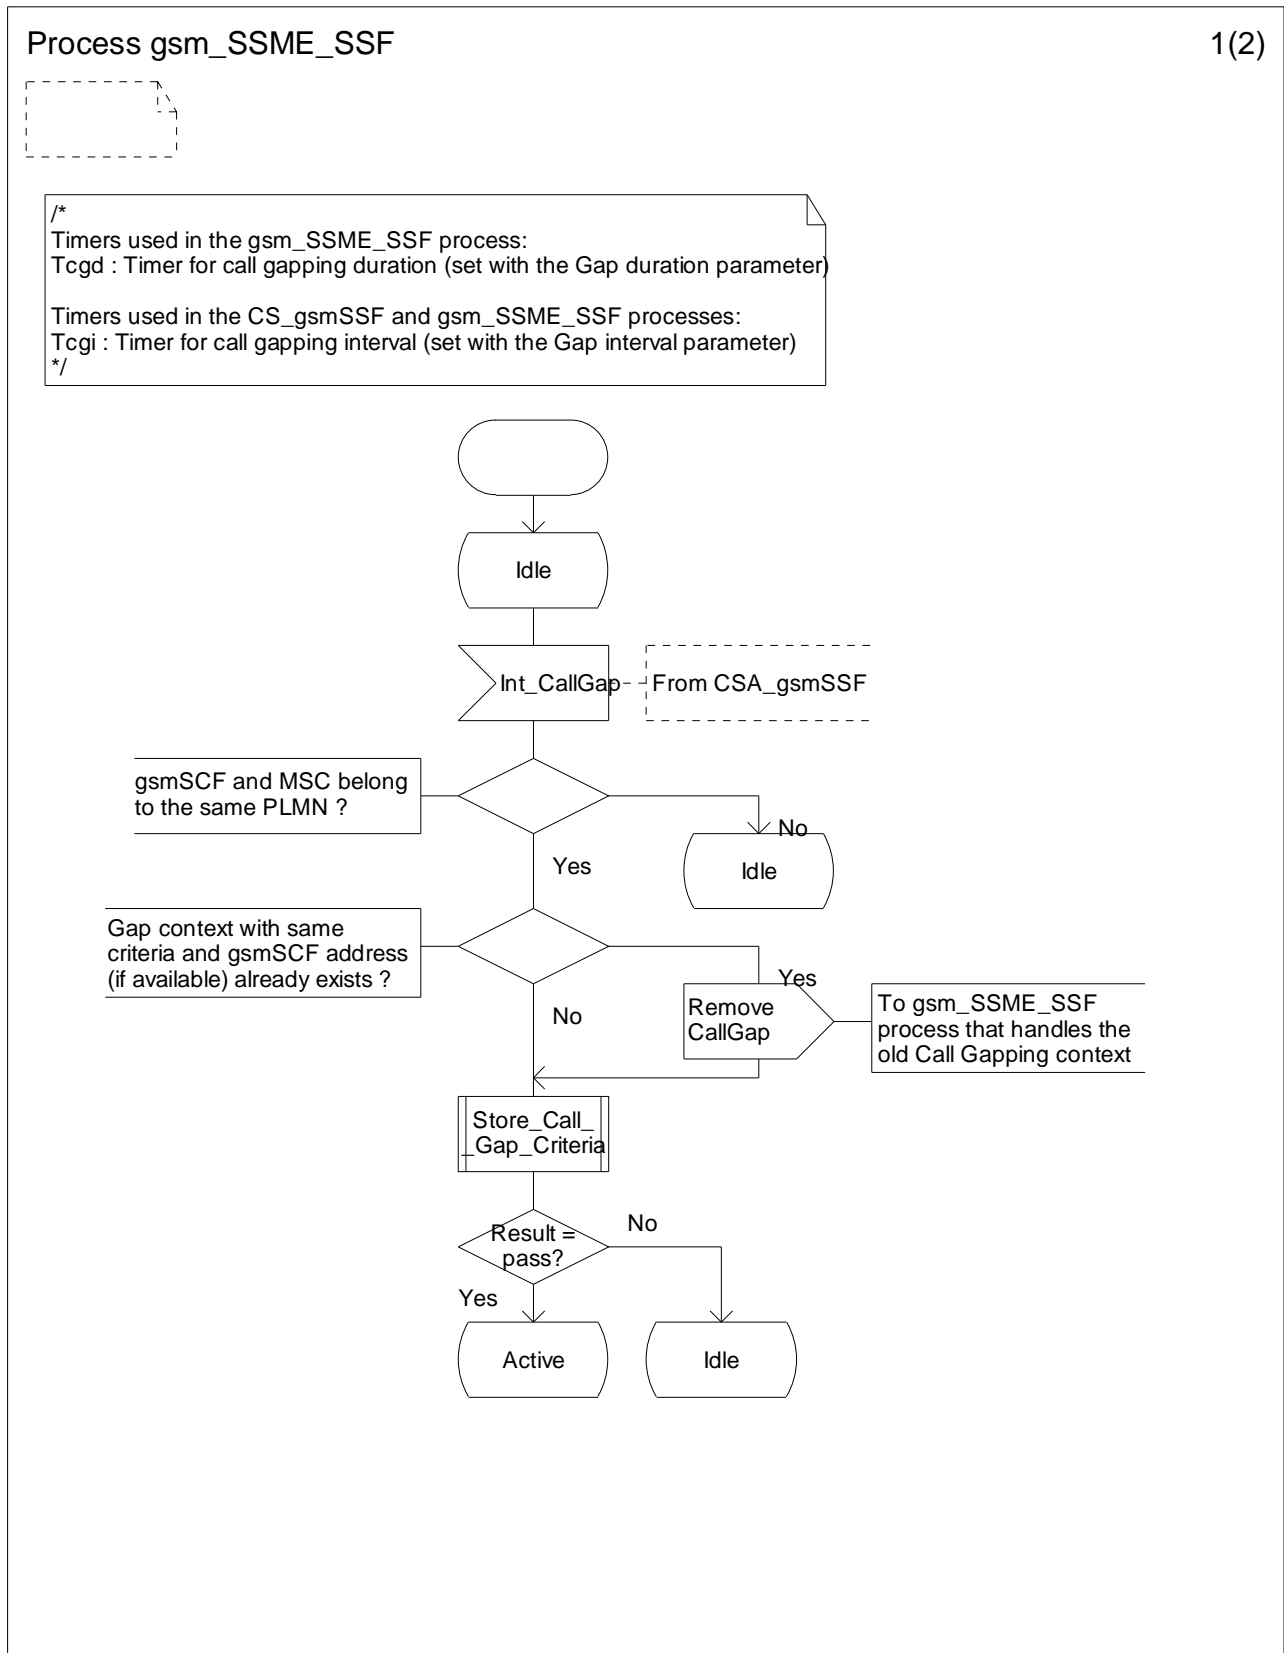 Process gsm_SSME_SSF
1(2)
/*
Timers used in the gsm_SSME_SSF process:
Tcgd : Timer for call gapping duration (set with the Gap duration parameter)
Timers used in the CS_gsmSSF and gsm_SSME_SSF processes:
Tcgi : Timer for call gapping interval (set with the Gap interval parameter)
*/
Idle
Int_CallGap
From CSA_gsmSSF
gsmSCF and MSC belong
to the same PLMN ?
No
Yes
Idle
Gap context with same
criteria and gsmSCF address
(if available) already exists ?
Yes
No
Remove
CallGap
To gsm_SSME_SSF
process that handles the
old Call Gapping context
Store_Call_
_Gap_Criteria
Result =
pass?
No
Yes
Active
Idle